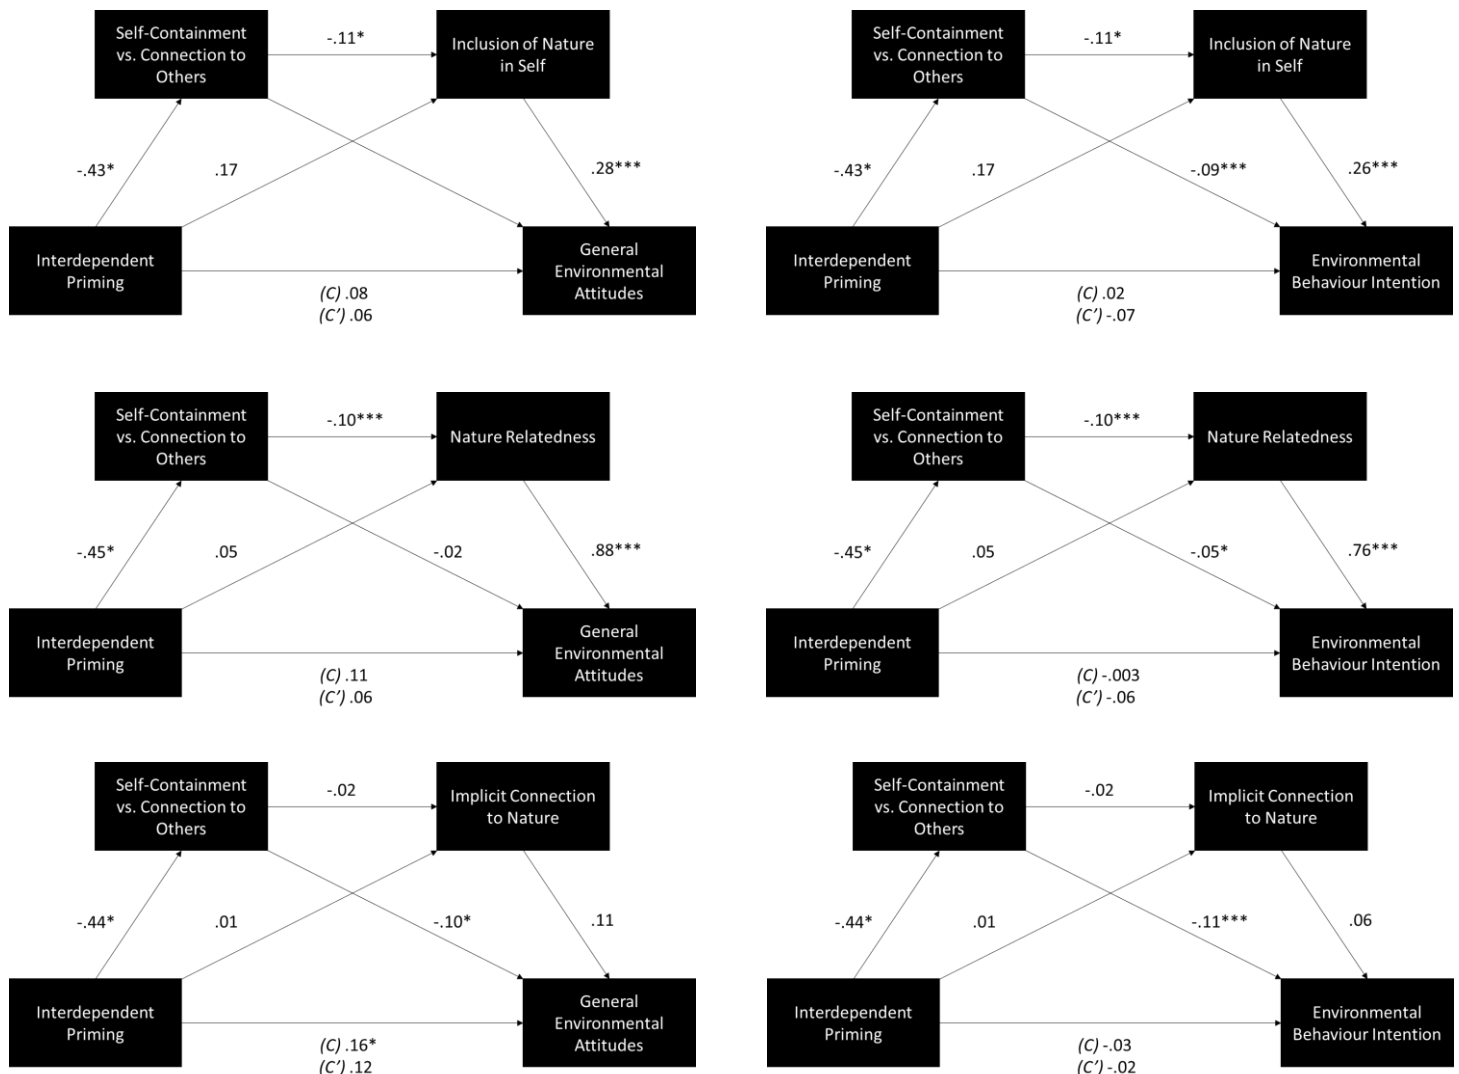 Self-Containment
vs. Connection to
Others
-.11*
Inclusion of Nature
in Self
-.43*
.17
.28***
Interdependent
Priming
General
Environmental
Attitudes
(C) .08
(C’) .06
Self-Containment
vs. Connection to
Others
-.11*
Inclusion of Nature
in Self
-.43*
.17
-.09***
.26***
Interdependent
Priming
Environmental
Behaviour Intention
(C) .02
(C’) -.07
Self-Containment
vs. Connection to
Others
-.10***
Nature Relatedness
-.45*
.05
-.02
.88***
Interdependent
Priming
General
Environmental
Attitudes
(C) .11
(C’) .06
Self-Containment
vs. Connection to
Others
-.10***
Nature Relatedness
-.45*
.05
-.05*
.76***
Interdependent
Priming
Environmental
Behaviour Intention
(C) -.003
(C’) -.06
Self-Containment
vs. Connection to
Others
-.02
Implicit Connection
to Nature
-.44*
.01
-.10*
.11
Interdependent
Priming
General
Environmental
Attitudes
(C) .16*
(C’) .12
Self-Containment
vs. Connection to
Others
-.02
Implicit Connection
to Nature
-.44*
.01
-.11***
.06
Interdependent
Priming
Environmental
Behaviour Intention
(C) -.03
(C’) -.02